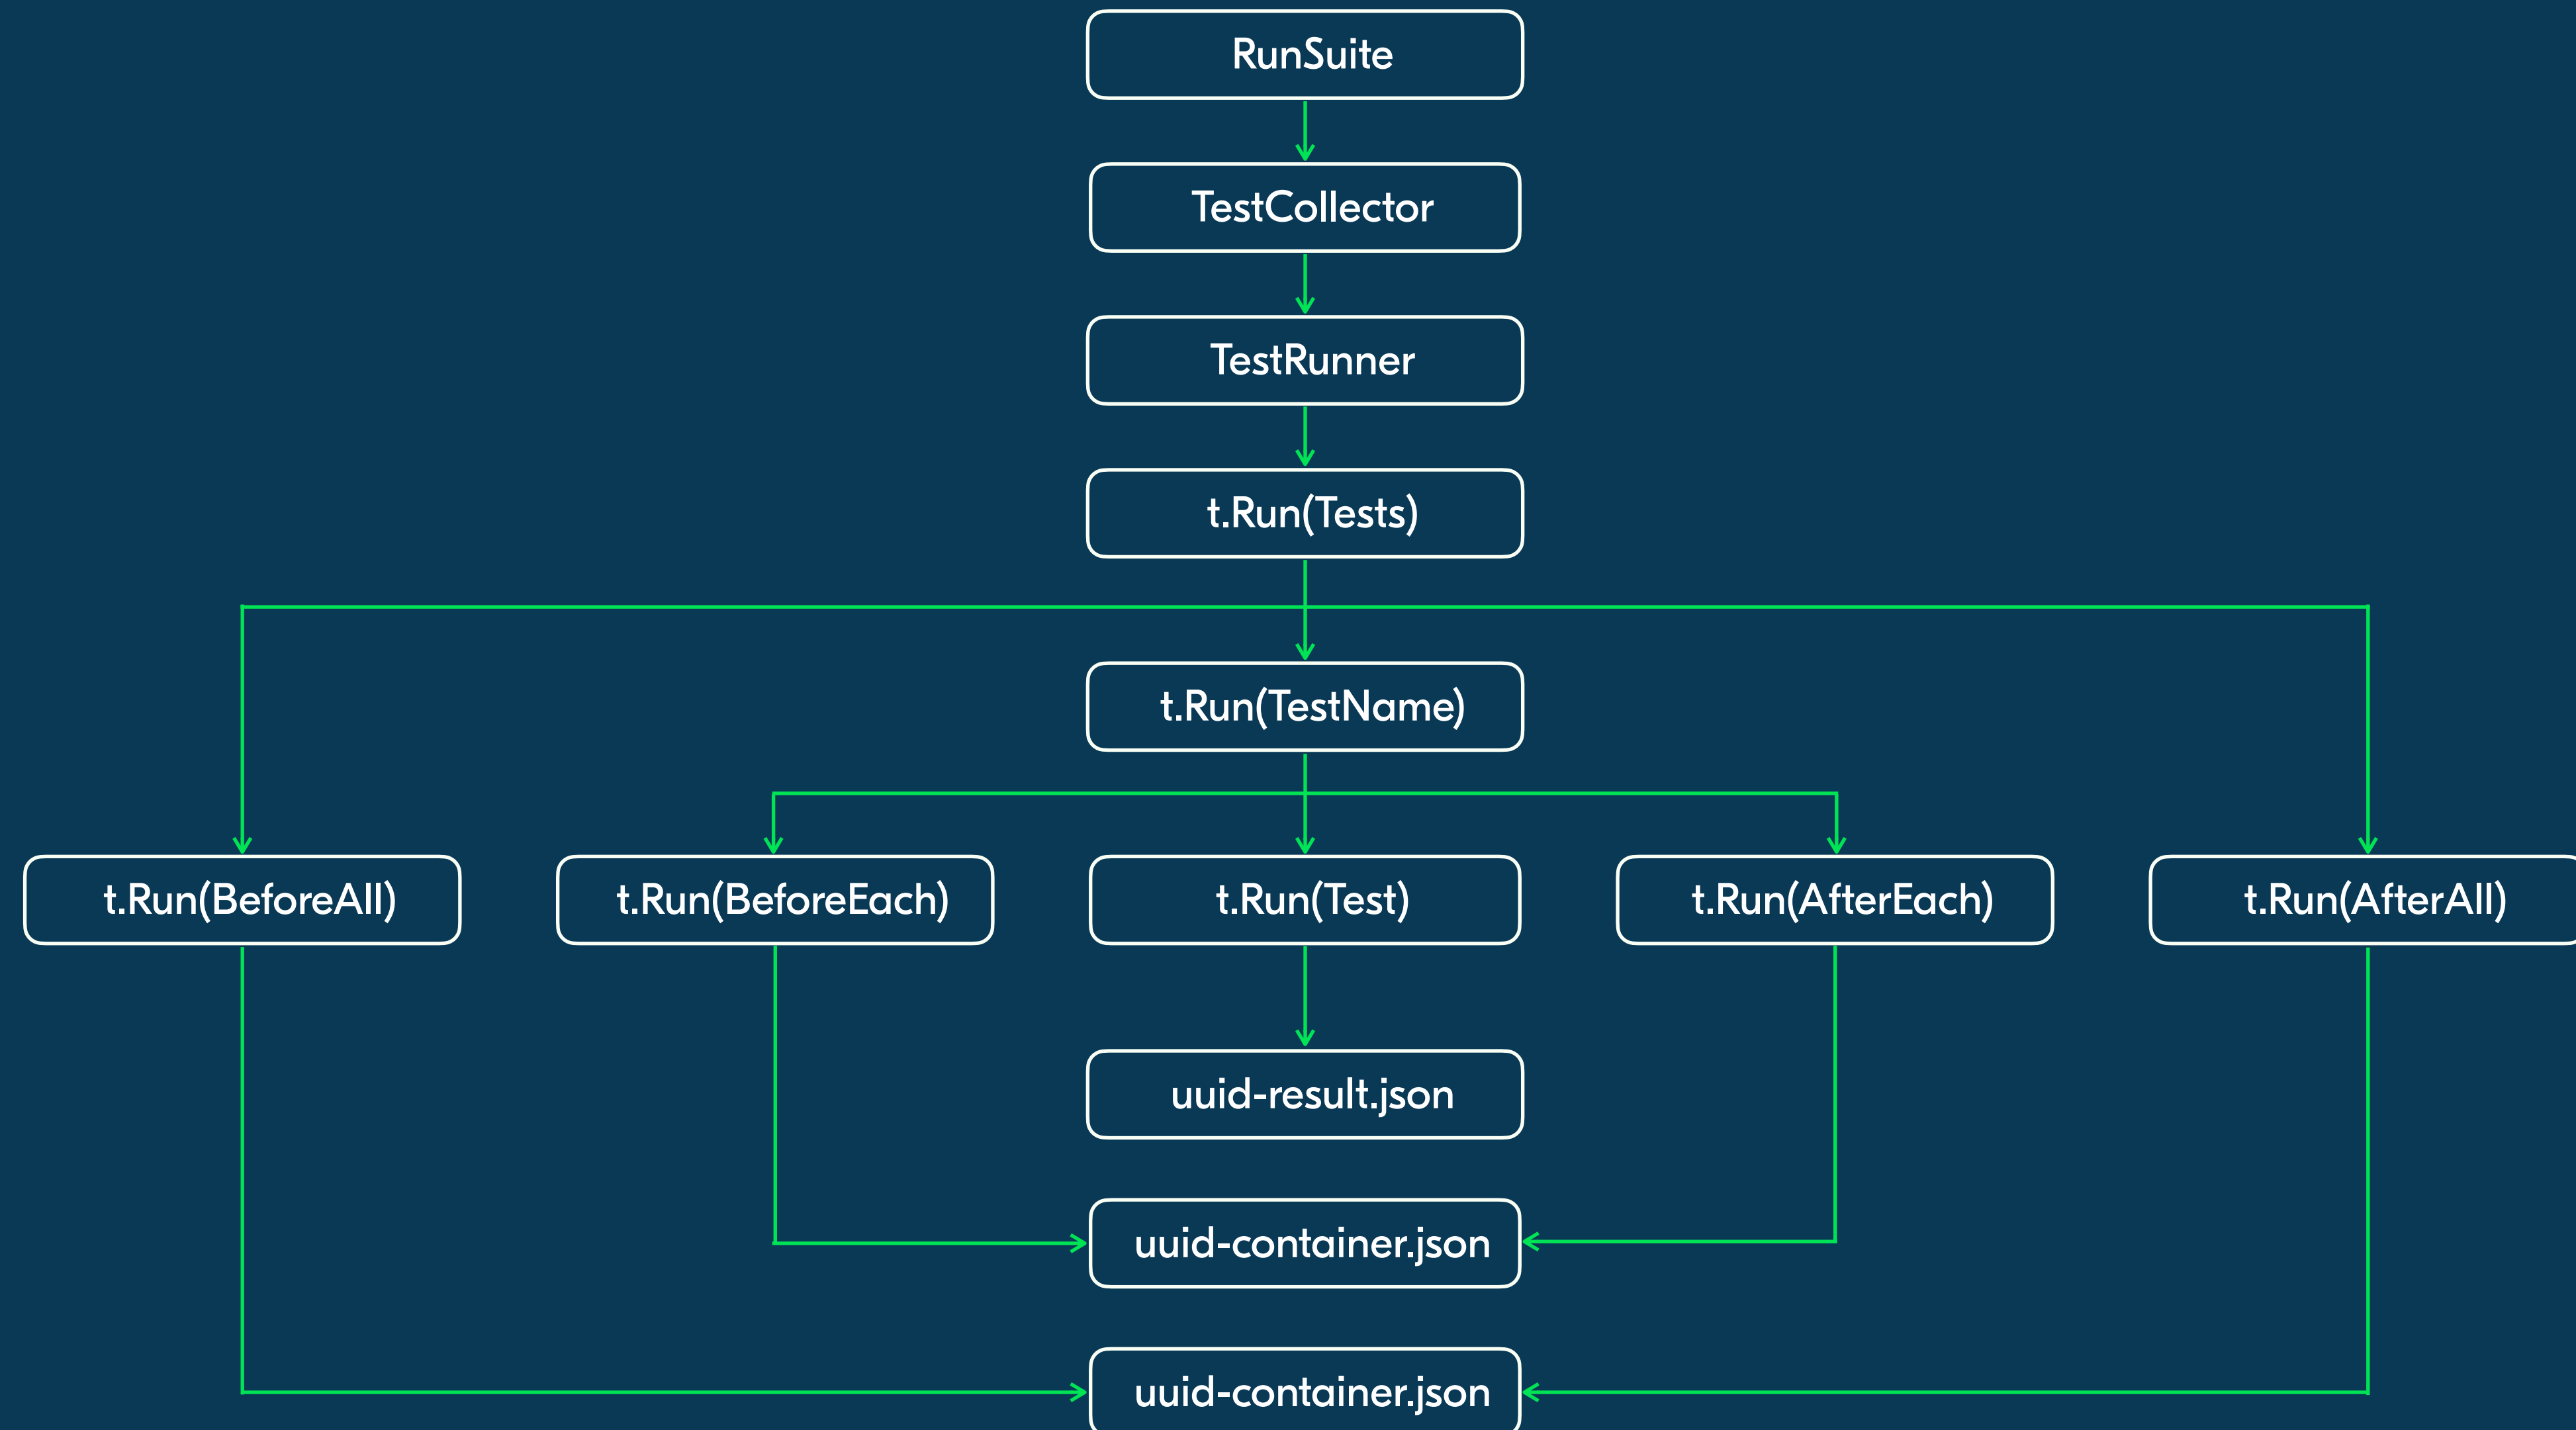 RunSuite
TestCollector
TestRunner
t.Run(Tests)
t.Run(TestName)
t.Run(BeforeAll)
t.Run(BeforeEach)
t.Run(Test)
t.Run(AfterEach)
t.Run(AfterAll)
uuid-result.json
uuid-container.json
uuid-container.json